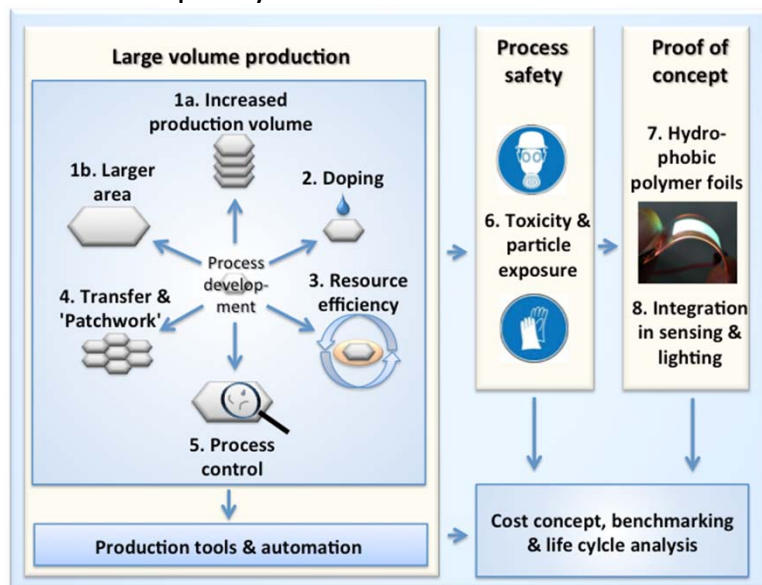 Large volume production
1a. Increased
production volume
1b. Larger
area
2. Doping
Process
develop-
ment
3. Resource
efficiency
4. Transfer &
'Patchwork'
5. Process
control
Production tools & automation
Process
safety
6. Toxicity &
particle
exposure
Proof of
concept
7. Hydro-
phobic
polymer foils
8. Integration
in sensing &
lighting
Cost concept, benchmarking
& life cylcle analysis